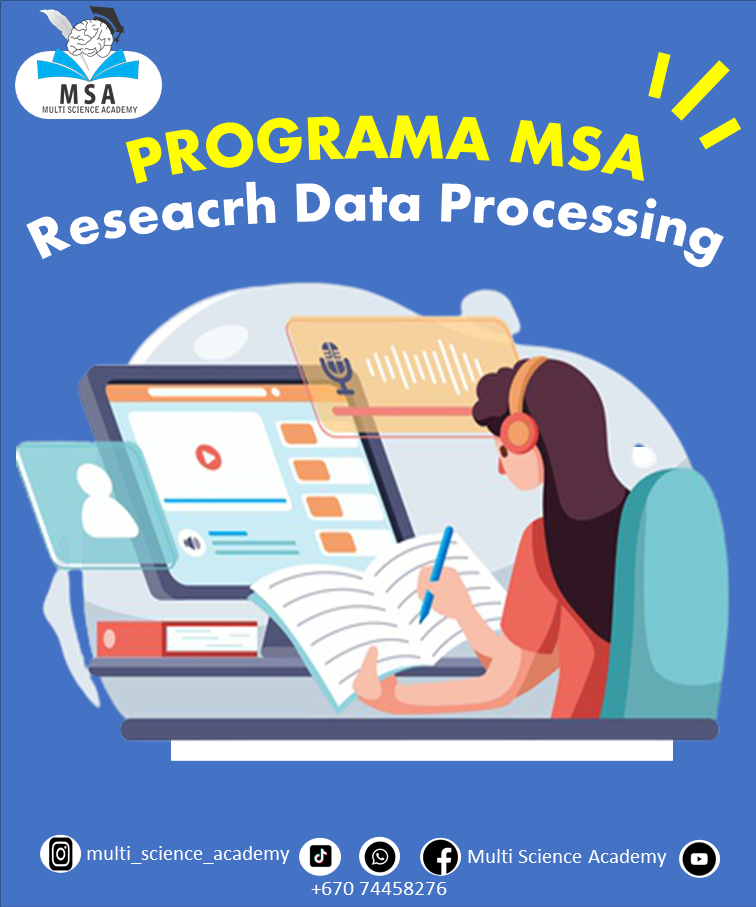 MSA
MULTI SCIENCE ACADEMY
PROGRAMA MSA
Reseacrh Data Processing
multi_science_academy
Multi Science Academy
+670 74458276